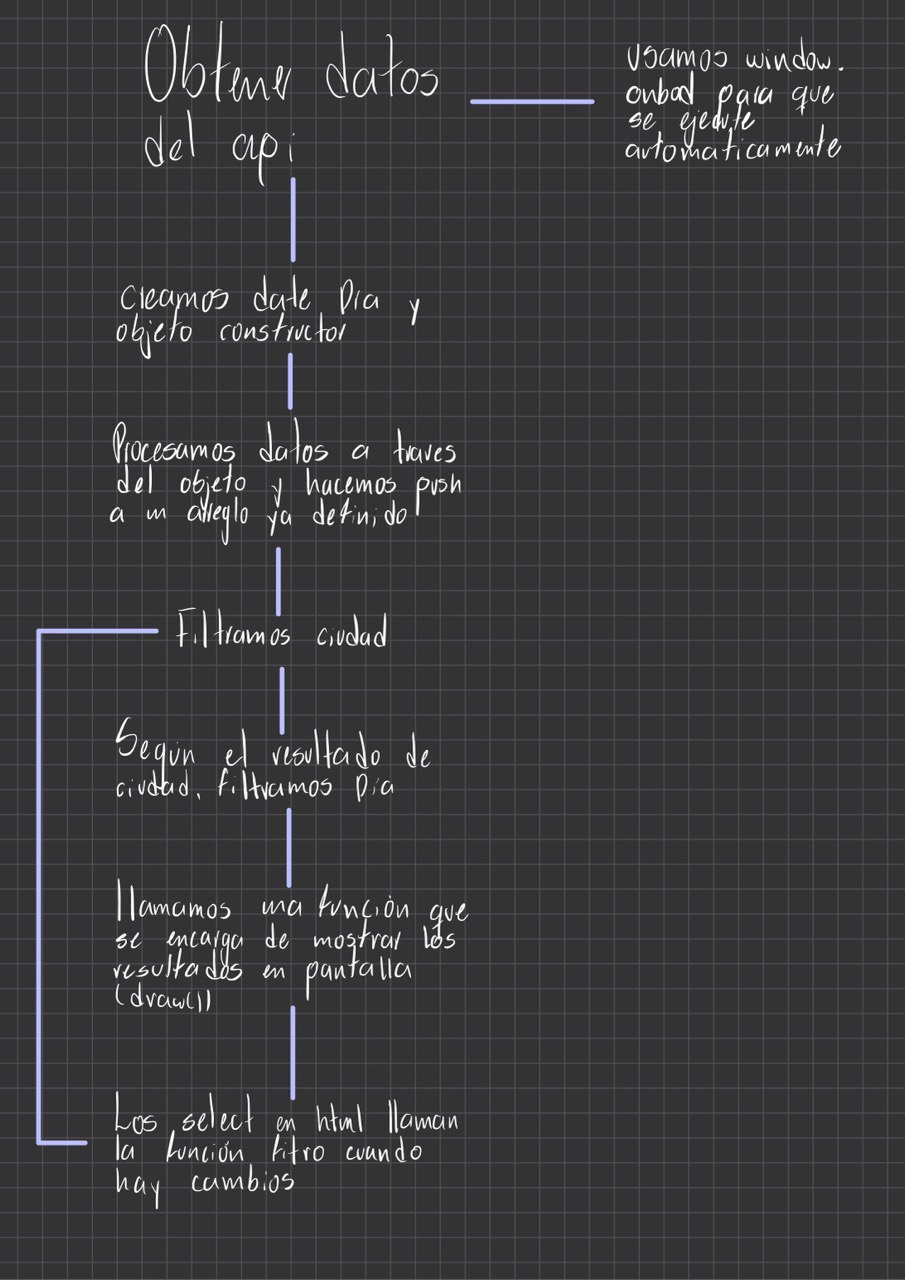 Obtener datos
del api
Usamos window.
onload para que
se ejecute
automaticamente
Creamos date Dia y
objeto constructor
Procesamos datos a traves
del objeto y hacemos push
a un arreglo ya definido
Filtramos ciudad
Según el resultado de
ciudad, filtramos Dia
llamamos una función que
se encarga de mostrar los
resultados en pantalla
(draw())
Los select en html llaman
la función fitro cuando
hay cambios